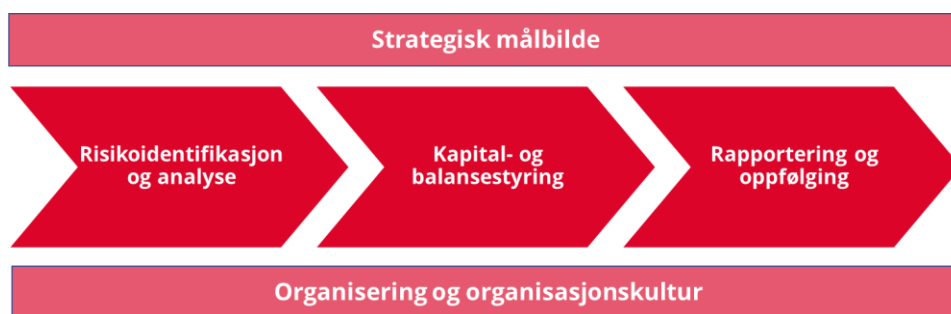 Strategisk målbilde
Risikoidentifikasjon
og analyse
Kapital- og
balansestyring
Rapportering og
oppfølging
Organisering og organisasjonskultur